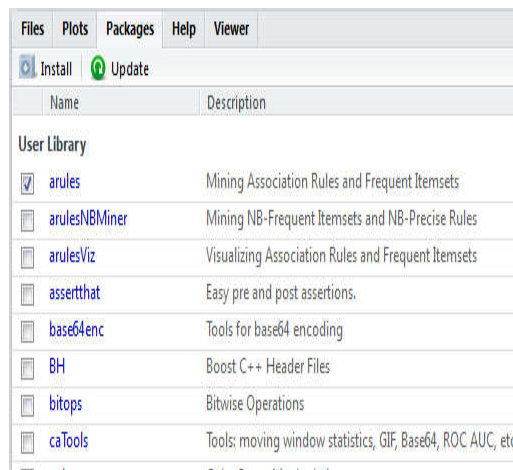 Files Plots Packages Help Viewer
Install Update
Name Description
User Library
arules Mining Association Rules and Frequent Itemsets
arulesNBMiner Mining NB-Frequent Itemsets and NB-Precise Rules
arulesViz Visualizing Association Rules and Frequent Itemsets
assertthat Easy pre and post assertions.
base64enc Tools for base64 encoding
BH Boost C++ Header Files
bitops Bitwise Operations
caTools Tools: moving window statistics, GIF, Base64, ROC AUC, etc